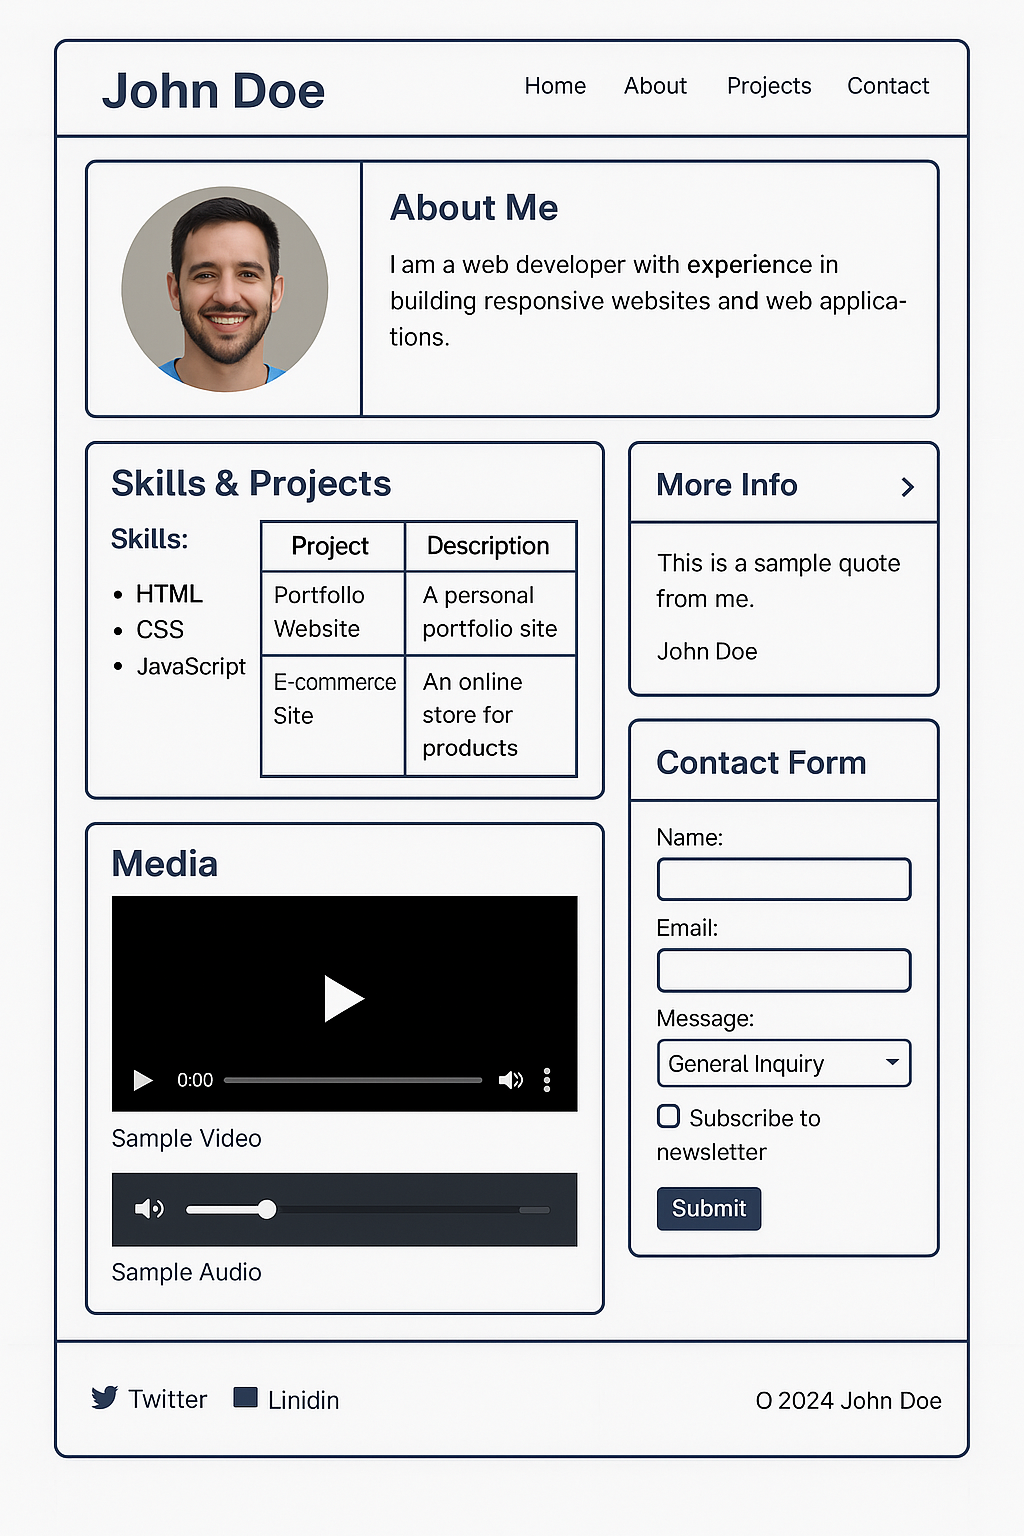 John Doe
Home About Projects Contact
About Me
I am a web developer with experience in
building responsive websites and web applica-
tions.
Skills & Projects
Skills:
• HTML
• CSS
• JavaScript
Project Description
Portfollo
Website
A personal
portfolio site
E-commerce
Site
An online
store for
products
More Info
This is a sample quote
from me.
John Doe
Contact Form
Name:
Email:
Message:
General Inquiry
Subscribe to
newsletter
Submit
Media
0:00
Sample Video
Sample Audio
Twitter Linidin
O 2024 John Doe